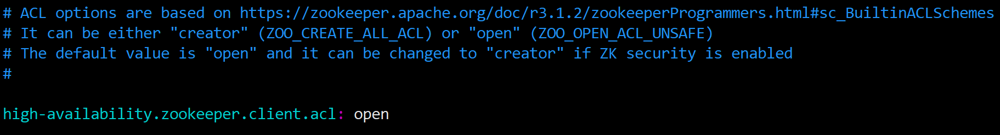 # ACL options are based on https://zookeeper.apache.org/doc/r3.1.2/zookeeperProgrammers.html#sc_BuiltinACLSchemes
# It can be either "creator" (ZOO_CREATE_ALL_ACL) or "open" (ZOO_OPEN_ACL_UNSAFE)
# The default value is "open" and it can be changed to "creator" if ZK security is enabled
#
high-availability.zookeeper.client.acl: open